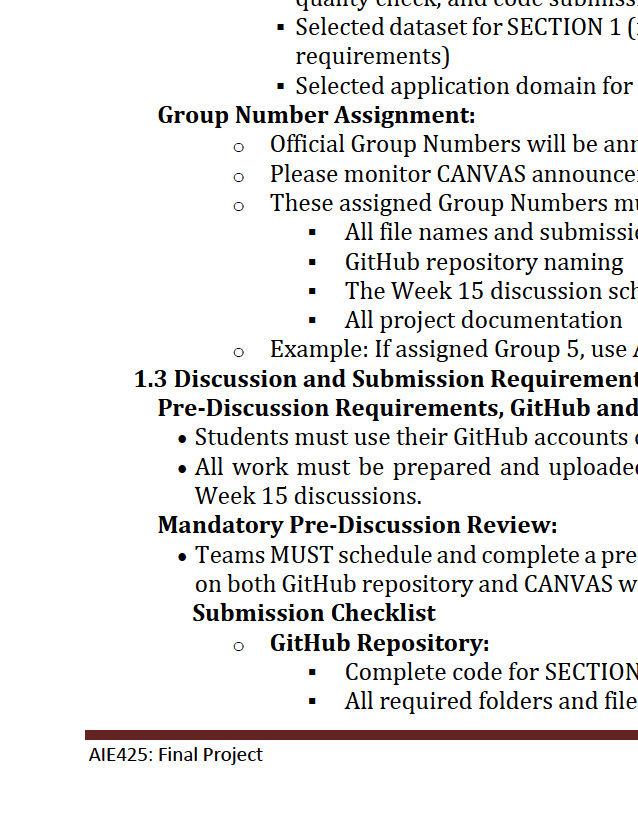 quality check, and code submiss
▪ Selected dataset for SECTION 1 (
requirements)
▪ Selected application domain for
Group Number Assignment:
o Official Group Numbers will be ann
o Please monitor CANVAS announce
o These assigned Group Numbers mu
▪ All file names and submissio
▪ GitHub repository naming
▪ The Week 15 discussion sch
▪ All project documentation
o Example: If assigned Group 5, use A
1.3 Discussion and Submission Requirement
Pre-Discussion Requirements, GitHub and
• Students must use their GitHub accounts
• All work must be prepared and uploaded
Week 15 discussions.
Mandatory Pre-Discussion Review:
• Teams MUST schedule and complete a pre
on both GitHub repository and CANVAS w
Submission Checklist
o GitHub Repository:
▪ Complete code for SECTION
▪ All required folders and file
AIE425: Final Project